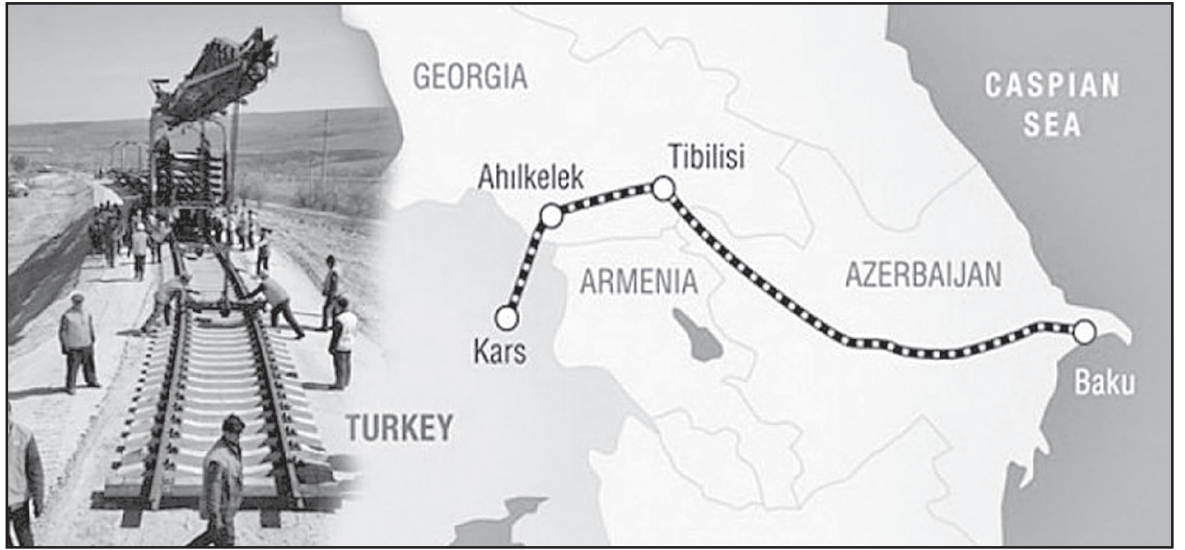 GEORGIA
CASPIAN
SEA
Tibilisi
Ahılkelek
ARMENIA
AZERBAIJAN
Kars
Baku
TURKEY